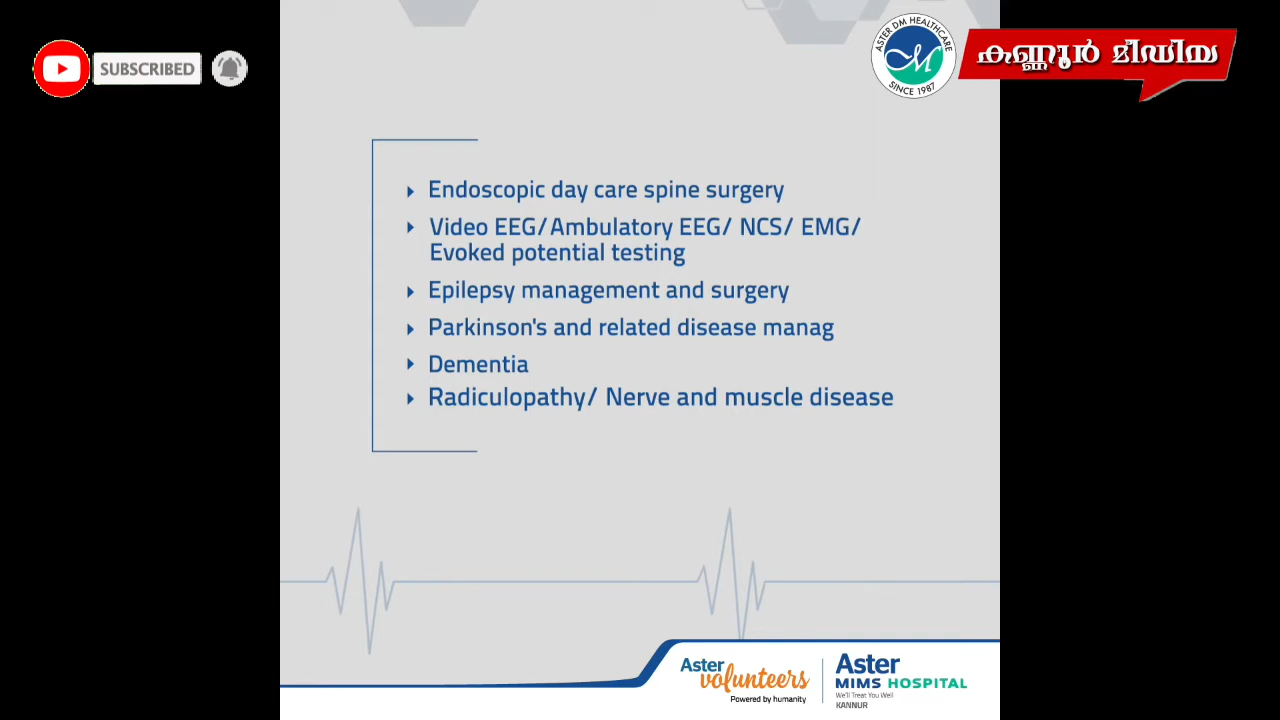 SUBSCRIBED
ASTER DM HEALTHCARE
SINCE 1987
കണ്ണൂർ മീഡിയ
Endoscopic day care spine surgery
Video EEG/Ambulatory EEG/ NCS/ EMG/
Evoked potential testing
Epilepsy management and surgery
Parkinson's and related disease manag
Dementia
Radiculopathy/ Nerve and muscle disease
Aster
volunteers
Powered by humanity
Aster
MIMS HOSPITAL
We'll Treat You Well
KANNUR